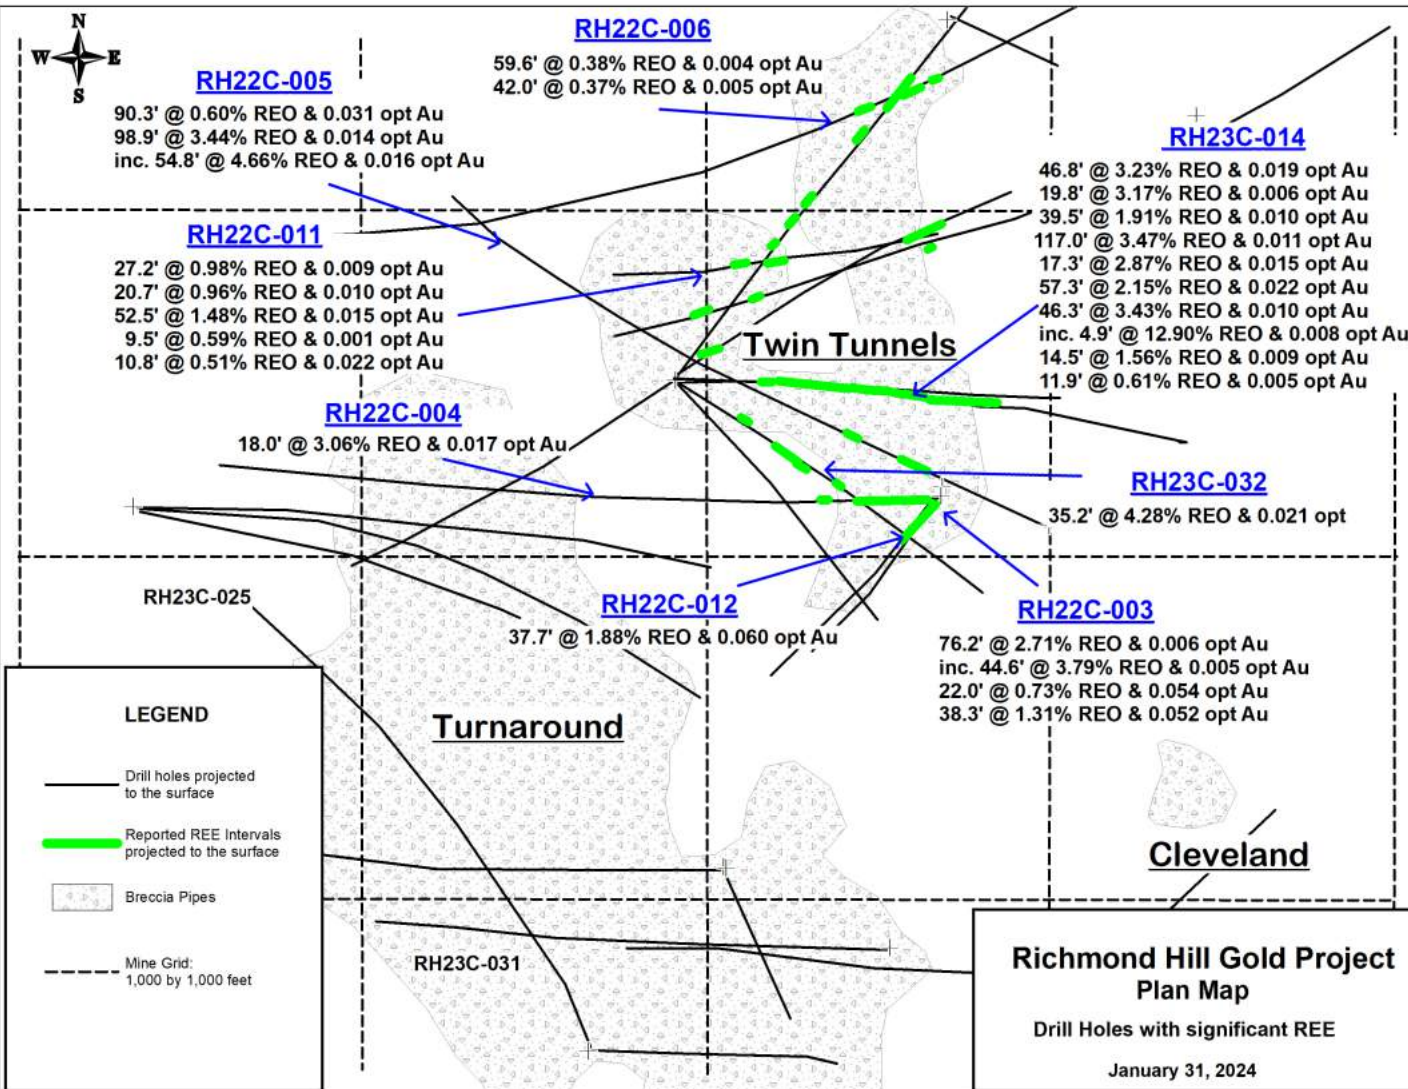 N
W E
S
RH22C-006
59.6' @ 0.38% REO & 0.004 opt Au
42.0' @ 0.37% REO & 0.005 opt Au
RH22C-005
90.3' @ 0.60% REO & 0.031 opt Au
98.9' @ 3.44% REO & 0.014 opt Au
inc. 54.8' @ 4.66% REO & 0.016 opt Au
RH23C-014
46.8' @ 3.23% REO & 0.019 opt Au
19.8' @ 3.17% REO & 0.006 opt Au
39.5' @ 1.91% REO & 0.010 opt Au
117.0' @ 3.47% REO & 0.011 opt Au
17.3' @ 2.87% REO & 0.015 opt Au
57.3' @ 2.15% REO & 0.022 opt Au
46.3' @ 3.43% REO & 0.010 opt Au
inc. 4.9' @ 12.90% REO & 0.008 opt Au
14.5' @ 1.56% REO & 0.009 opt Au
11.9' @ 0.61% REO & 0.005 opt Au
RH22C-011
27.2' @ 0.98% REO & 0.009 opt Au
20.7' @ 0.96% REO & 0.010 opt Au
52.5' @ 1.48% REO & 0.015 opt Au
9.5' @ 0.59% REO & 0.001 opt Au
10.8' @ 0.51% REO & 0.022 opt Au
Twin Tunnels
RH22C-004
18.0' @ 3.06% REO & 0.017 opt Au
RH23C-032
35.2' @ 4.28% REO & 0.021 opt
RH23C-025
RH22C-012
37.7' @ 1.88% REO & 0.060 opt Au
RH22C-003
76.2' @ 2.71% REO & 0.006 opt Au
inc. 44.6' @ 3.79% REO & 0.005 opt Au
22.0' @ 0.73% REO & 0.054 opt Au
38.3' @ 1.31% REO & 0.052 opt Au
Turnaround
Cleveland
RH23C-031
LEGEND
Drill holes projected
to the surface
Reported REE Intervals
projected to the surface
Breccia Pipes
Mine Grid:
1,000 by 1,000 feet
Richmond Hill Gold Project
Plan Map
Drill Holes with significant REE
January 31, 2024